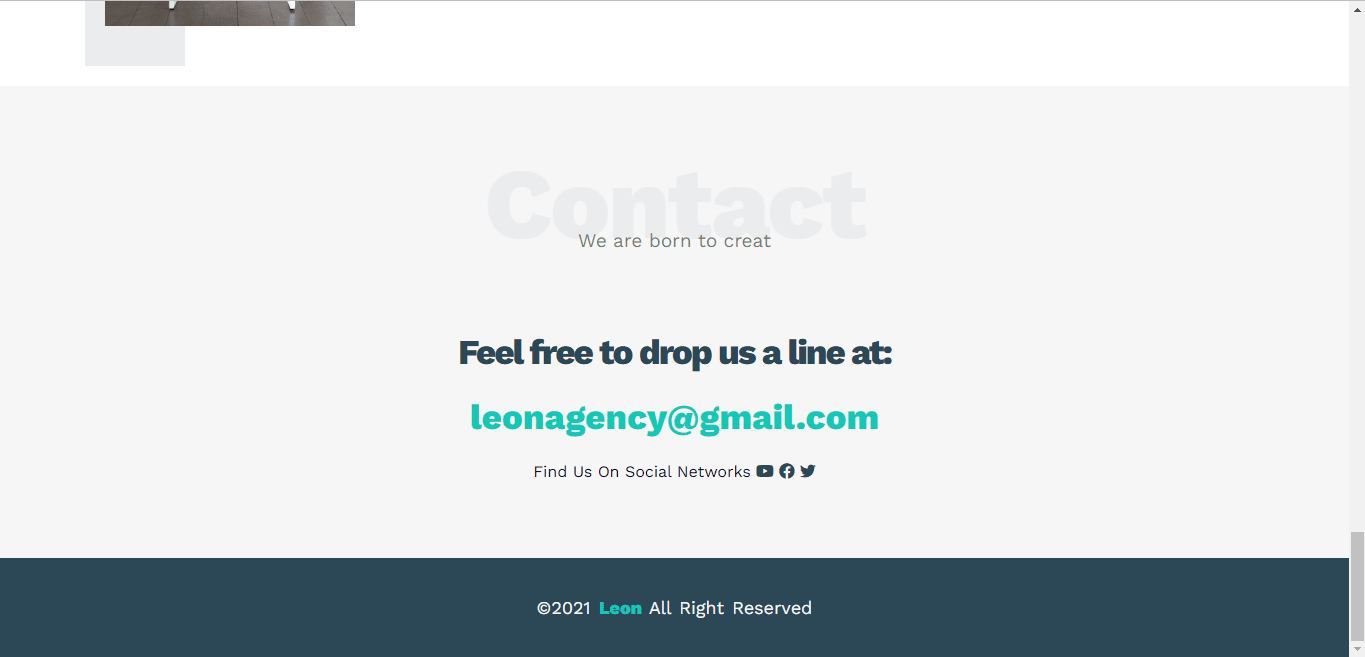 Contact
We are born to creat
Feel free to drop us a line at:
leonagency@gmail.com
Find Us On Social Networks
©2021 Leon All Right Reserved